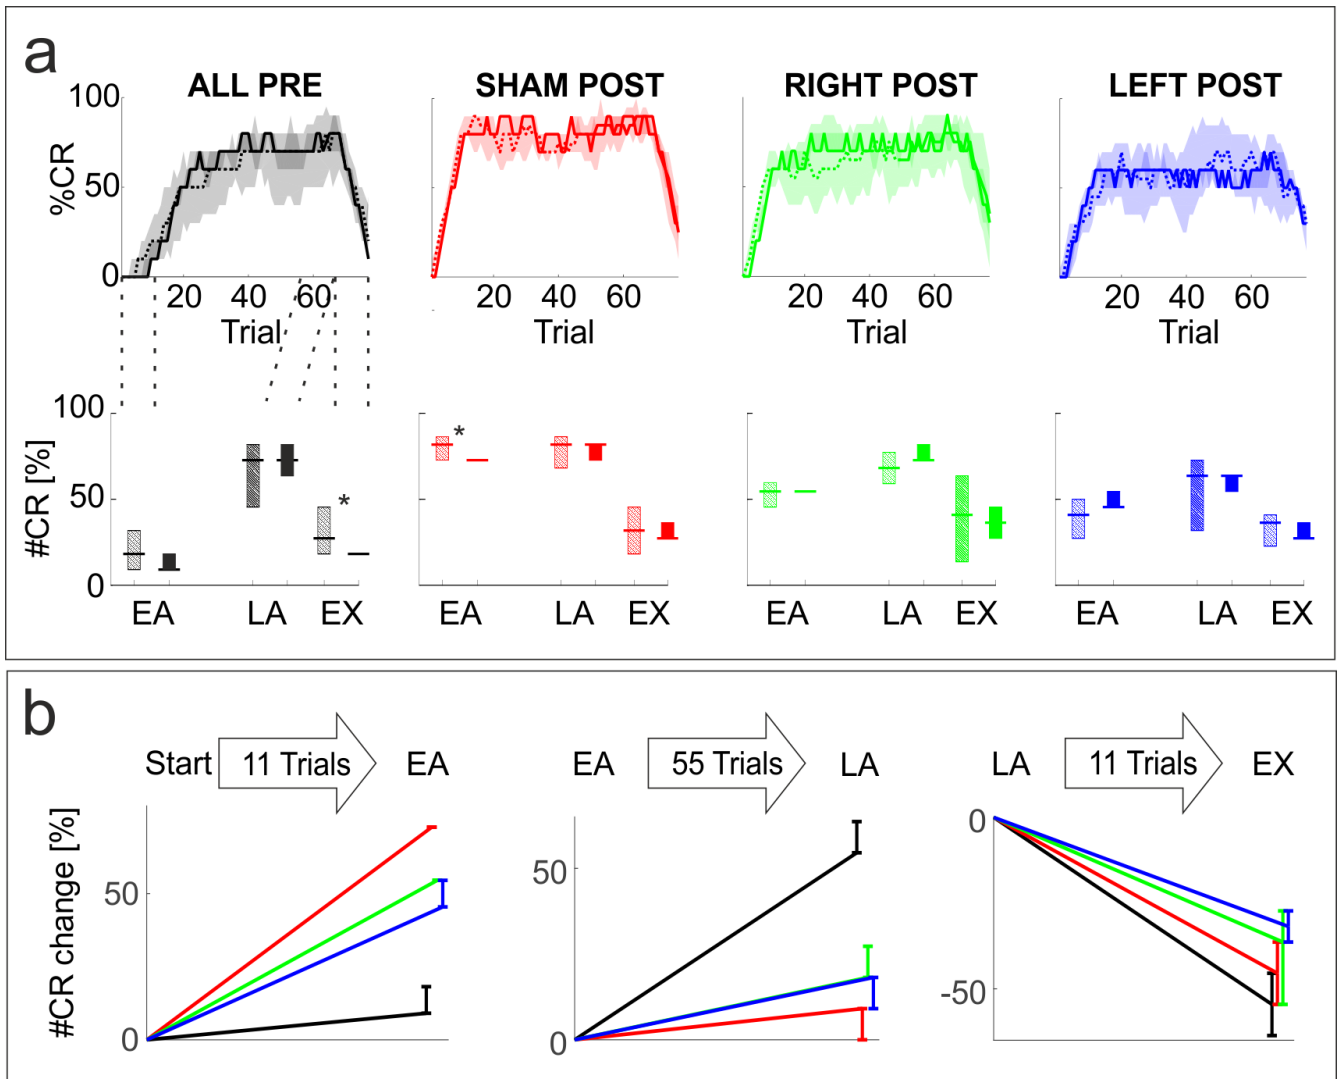 a
ALL PRE SHAM POST RIGHT POST LEFT POST
100
%CR
50
0
20 40 60 20 40 60 20 40 60 20 40 60
Trial Trial Trial Trial
100
#CR [%]
50
0
* *
EA LA EX EA LA EX EA LA EX EA LA EX
b
Start 11 Trials EA EA 55 Trials LA LA 11 Trials EX
#CR change [%]
50
0
50
0
0
-50